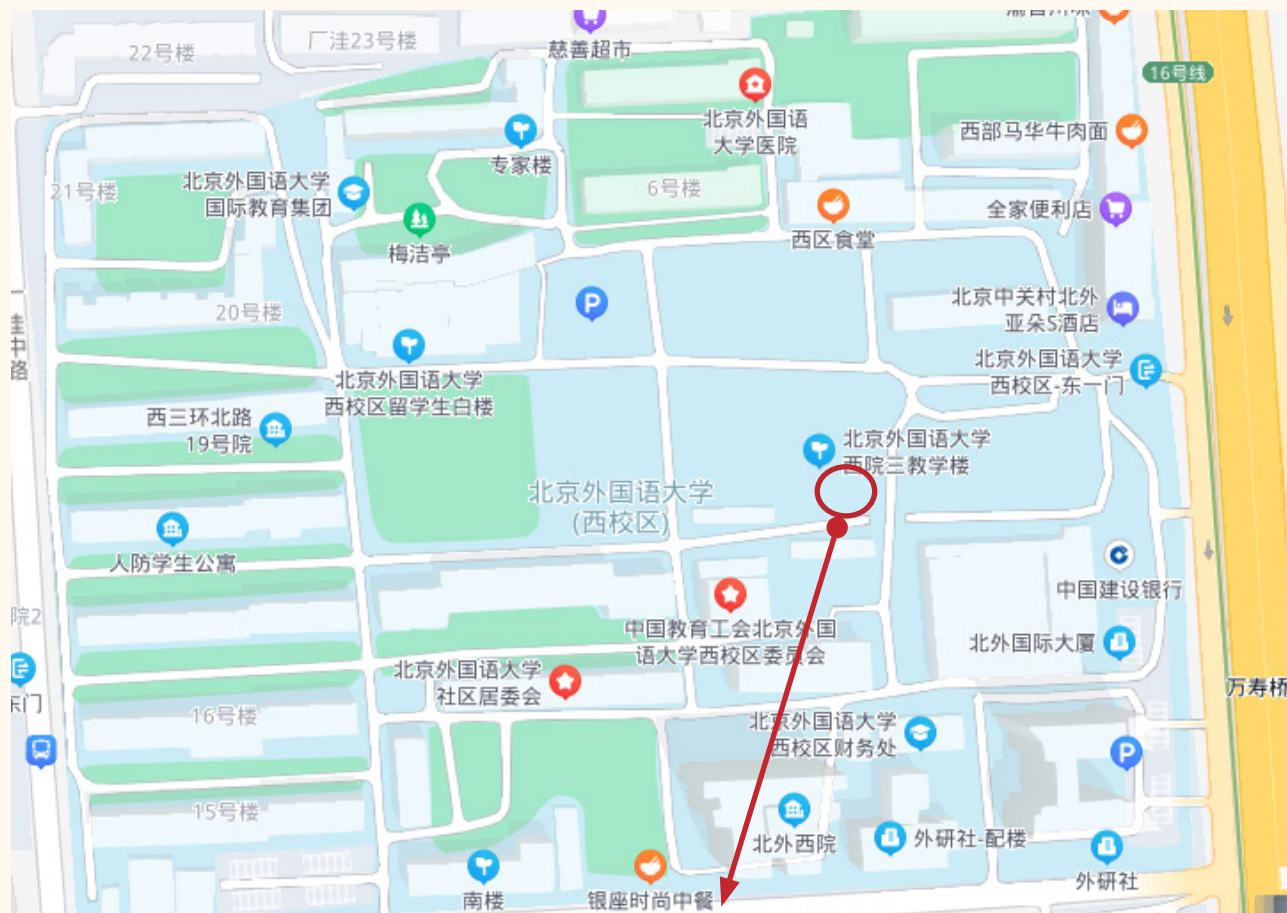 22号楼
厂洼23号楼
慈善超市
16号线
北京外国语
大学医院
西部马华牛肉面
专家楼
21号楼
北京外国语大学
国际教育集团
6号楼
全家便利店
梅洁亭
西区食堂
20号楼
P
北京中关村北外
亚朵S酒店
圭中路
北京外国语大学
西校区留学生白楼
北京外国语大学
西校区-东一门
西三环北路
19号院
北京外国语大学
西院三教学楼
北京外国语大学
(西校区)
人防学生公寓
中国建设银行
院2
中国教育工会北京外国
语大学西校区委员会
北外国际大厦
北京外国语大学
社区居委会
万寿桥
东门
16号楼
北京外国语大学
西校区财务处
P
15号楼
北外西院
外研社-配楼
外研社
南楼
银座时尚中餐